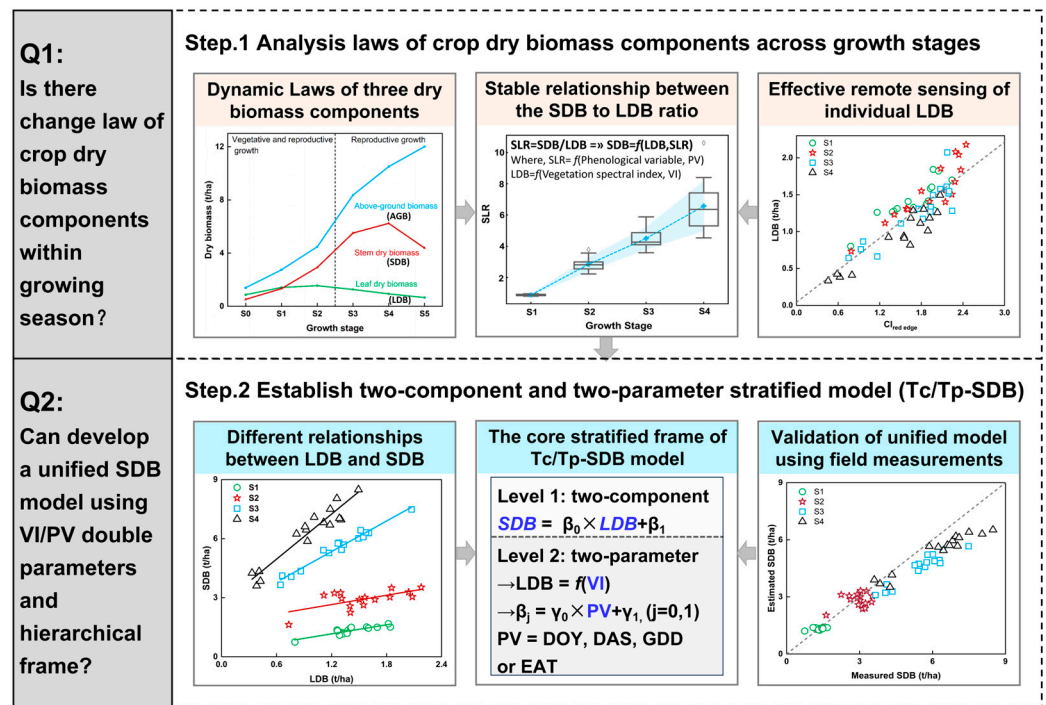 Q1:
Is there
change law of
crop dry
biomass
components
within
growing
season?
Step.1 Analysis laws of crop dry biomass components across growth stages
Dynamic Laws of three dry
biomass components
Vegetative and reproductive
growth
Reproductive growth
Dry biomass (t/ha)
12
8
4
0
Above-ground biomass
(AGB)
Stem dry biomass
(SDB)
Leaf dry biomass
(LDB)
S0 S1 S2 S3 S4 S5
Growth stage
Stable relationship between
the SDB to LDB ratio
SLR=SDB/LDB =>> SDB=f(LDB,SLR)
Where, SLR= f(Phenological variable, PV)
LDB=f(Vegetation spectral index, VI)
SLR
10
8
6
4
2
S1 S2 S3 S4
Growth Stage
Effective remote sensing of
individual LDB
S1
S2
S3
S4
LDB (t/ha)
2.0
1.5
1.0
0.5
0.0
0.0 0.6 1.2 1.8 2.4 3.0
CIred edge
Q2:
Can develop
a unified SDB
model using
VI/PV double
parameters
and
hierarchical
frame?
Step.2 Establish two-component and two-parameter stratified model (Tc/Tp-SDB)
Different relationships
between LDB and SDB
S1
S2
S3
S4
SDB (t/ha)
9
6
3
0
0.0 0.6 1.2 1.8 2.4
LDB (t/ha)
The core stratified frame of
Tc/Tp-SDB model
Level 1: two-component
SDB = β0×LDB+β1
Level 2: two-parameter
→LDB = f(VI)
→βj = γ0×PV+γ1, (j=0,1)
PV = DOY, DAS, GDD
or EAT
Validation of unified model
using field measurements
S1
S2
S3
S4
Estimated SDB (t/ha)
9
6
3
0
0 3 6 9
Measured SDB (t/ha)